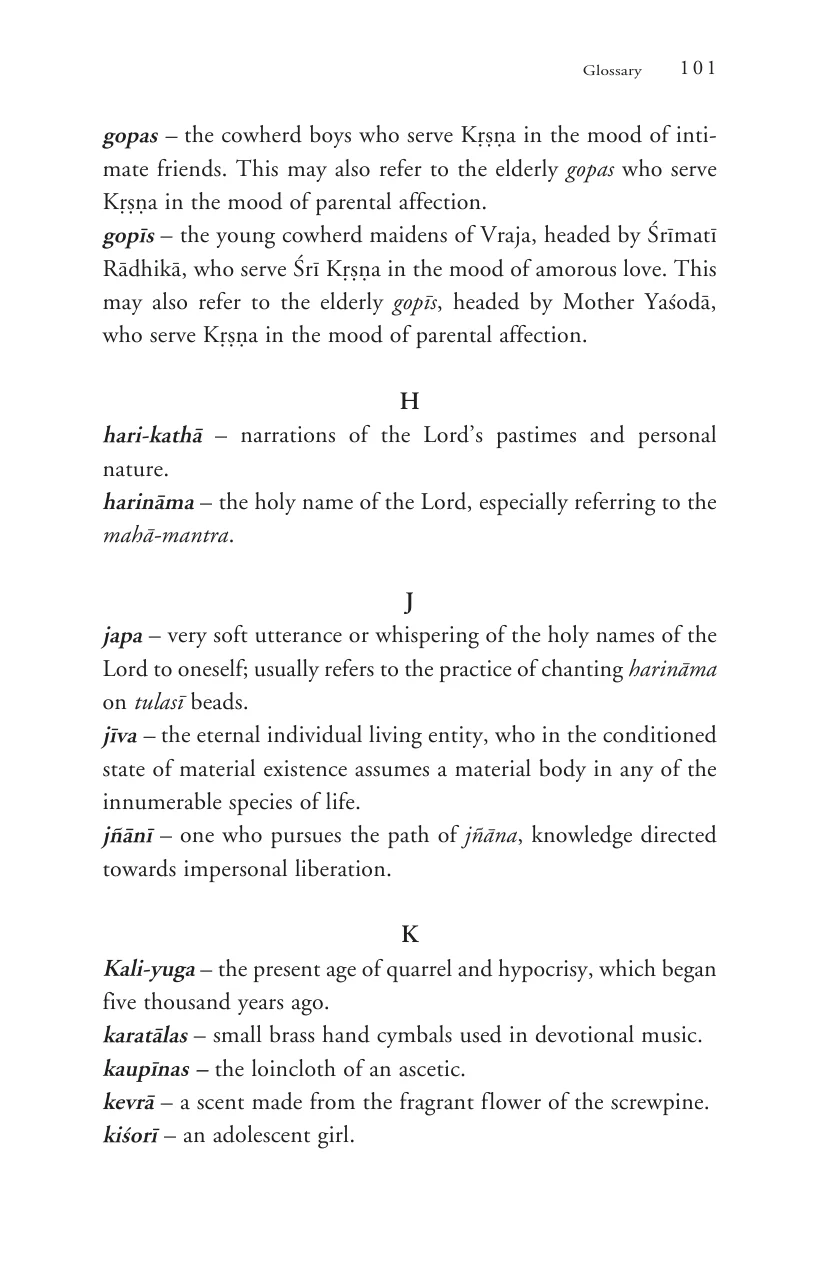 Glossary 101
gopas – the cowherd boys who serve Kṛṣṇa in the mood of inti-
mate friends. This may also refer to the elderly gopas who serve
Kṛṣṇa in the mood of parental affection.
gopīs – the young cowherd maidens of Vraja, headed by Śrīmatī
Rādhikā, who serve Śrī Kṛṣṇa in the mood of amorous love. This
may also refer to the elderly gopīs, headed by Mother Yaśodā,
who serve Kṛṣṇa in the mood of parental affection.
H
hari-kathā – narrations of the Lord’s pastimes and personal
nature.
harināma – the holy name of the Lord, especially referring to the
mahā-mantra.
J
japa – very soft utterance or whispering of the holy names of the
Lord to oneself; usually refers to the practice of chanting harināma
on tulasī beads.
jīva – the eternal individual living entity, who in the conditioned
state of material existence assumes a material body in any of the
innumerable species of life.
jñānī – one who pursues the path of jñāna, knowledge directed
towards impersonal liberation.
K
Kali-yuga – the present age of quarrel and hypocrisy, which began
five thousand years ago.
karatālas – small brass hand cymbals used in devotional music.
kaupīnas – the loincloth of an ascetic.
kevrā – a scent made from the fragrant flower of the screwpine.
kiśorī – an adolescent girl.